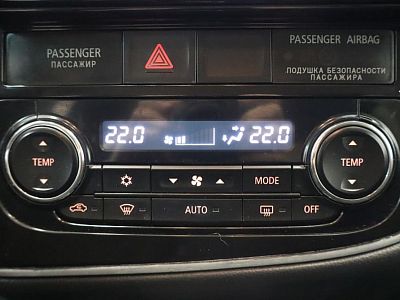 PASSENGER
ПАССАЖИР
PASSENGER AIRBAG
ПОДУШКА БЕЗОПАСНОСТИ
ПАССАЖИРА
22.0
22.0
TEMP
TEMP
MODE
AUTO
OFF